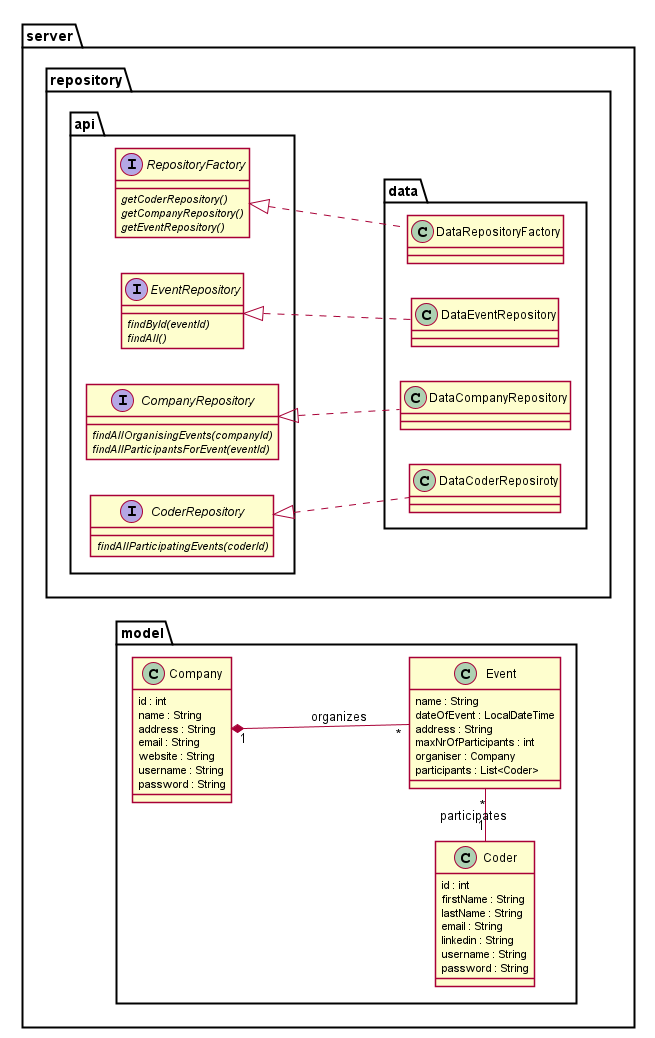 server
repository
api
I RepositoryFactory
getCoderRepository()
getCompanyRepository()
getEventRepository()
I EventRepository
findById(eventId)
findAll()
I CompanyRepository
findAllOrganisingEvents(companyId)
findAllParticipantsForEvent(eventId)
I CoderRepository
findAllParticipatingEvents(coderId)
data
C DataRepositoryFactory
C DataEventRepository
C DataCompanyRepository
C DataCoderReposiroty
model
C Company
id : int
name : String
address : String
email : String
website : String
username : String
password : String
organizes
1
*
C Event
name : String
dateOfEvent : LocalDateTime
address : String
maxNrOfParticipants : int
organiser : Company
participants : List<Coder>
*
participates
1
C Coder
id : int
firstName : String
lastName : String
email : String
linkedin : String
username : String
password : String